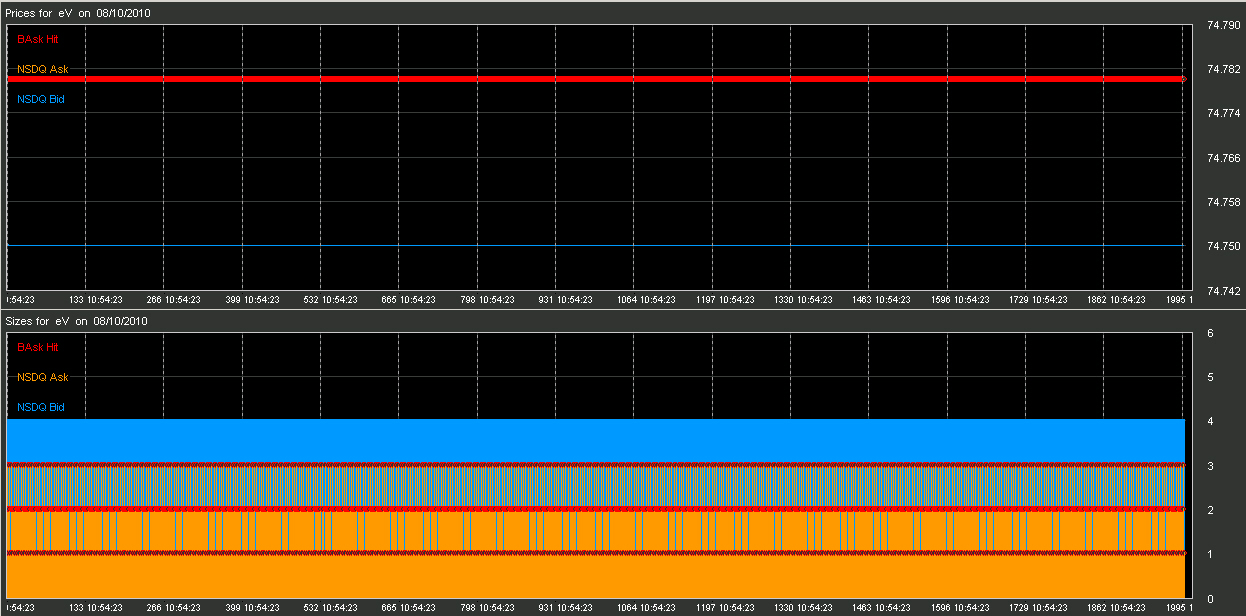 Prices for eV on 08/10/2010
BAsk Hit
NSDQ Ask
NSDQ Bid
74.790
74.782
74.774
74.766
74.758
74.750
74.742
:54:23 133 10:54:23 266 10:54:23 399 10:54:23 532 10:54:23 665 10:54:23 798 10:54:23 931 10:54:23 1064 10:54:23 1197 10:54:23 1330 10:54:23 1463 10:54:23 1596 10:54:23 1729 10:54:23 1862 10:54:23 1995 1
Sizes for eV on 08/10/2010
BAsk Hit
NSDQ Ask
NSDQ Bid
6
5
4
3
2
1
0
:54:23 133 10:54:23 266 10:54:23 399 10:54:23 532 10:54:23 665 10:54:23 798 10:54:23 931 10:54:23 1064 10:54:23 1197 10:54:23 1330 10:54:23 1463 10:54:23 1596 10:54:23 1729 10:54:23 1862 10:54:23 1995 1